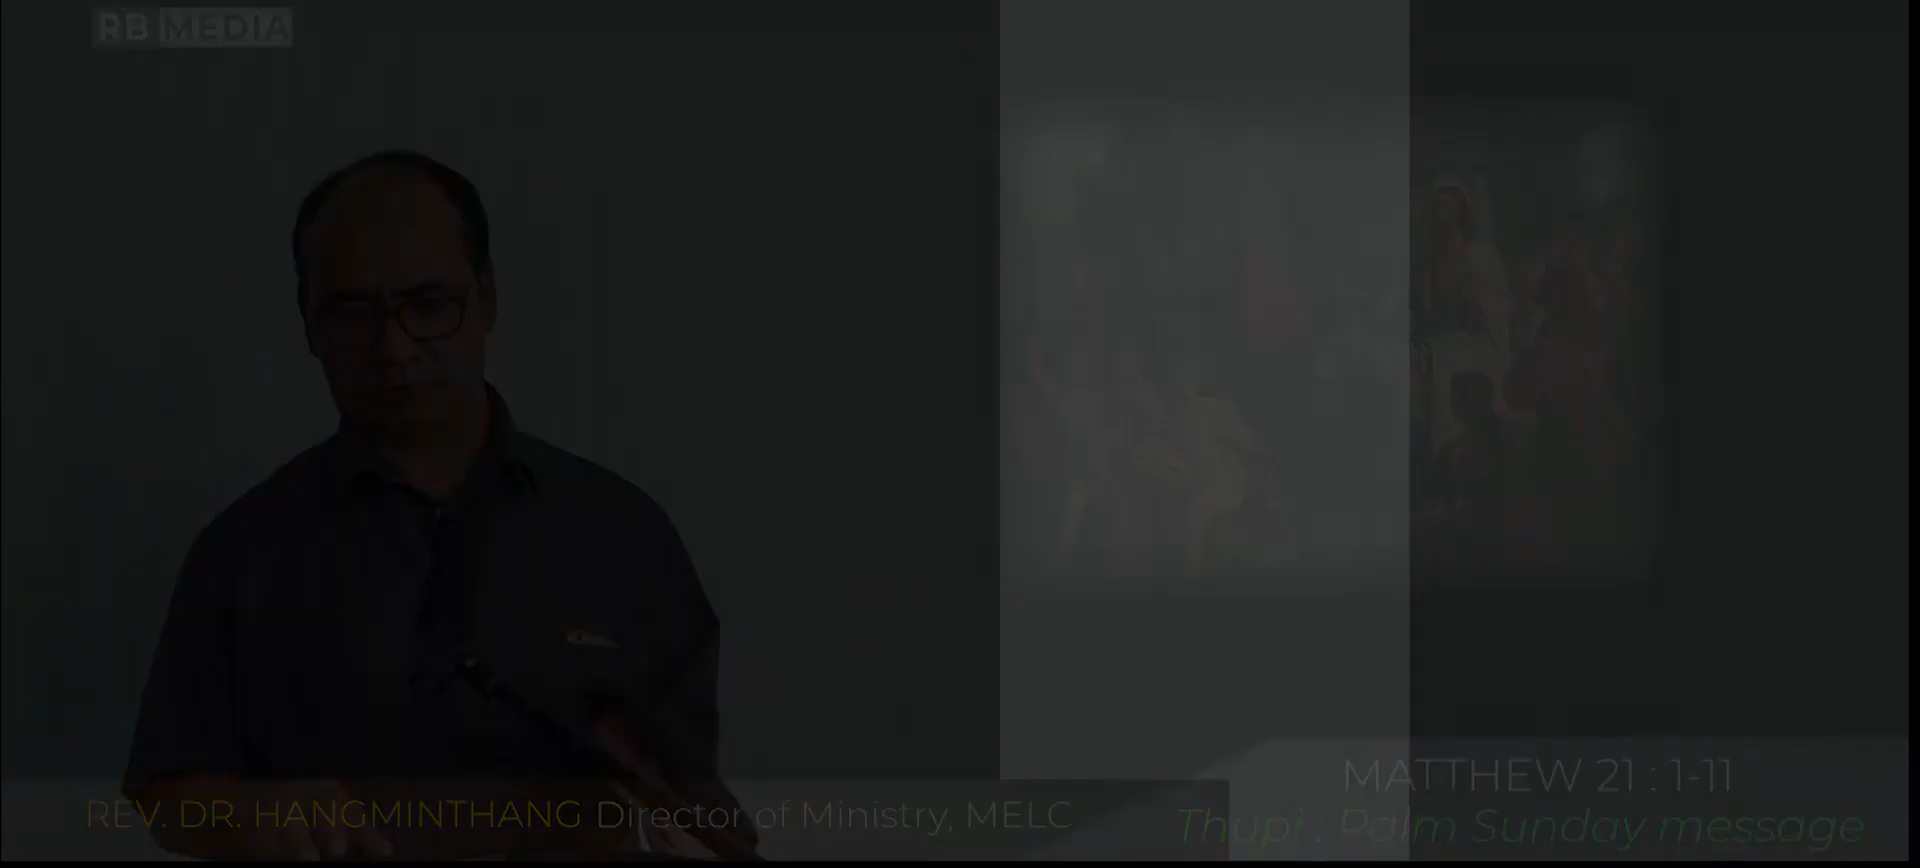 RB MEDIA
MATTHEW 21 : 1-11
REV. DR. HANGMINTHANG Director of Ministry, MELC
Thupi : Palm Sunday message